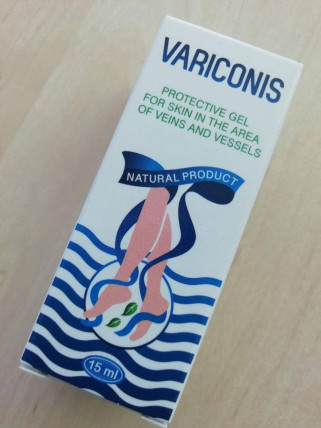 VARICONIS
PROTECTIVE GEL
FOR SKIN IN THE AREA
OF VEINS AND VESSELS
NATURAL PRODUCT
15 ml